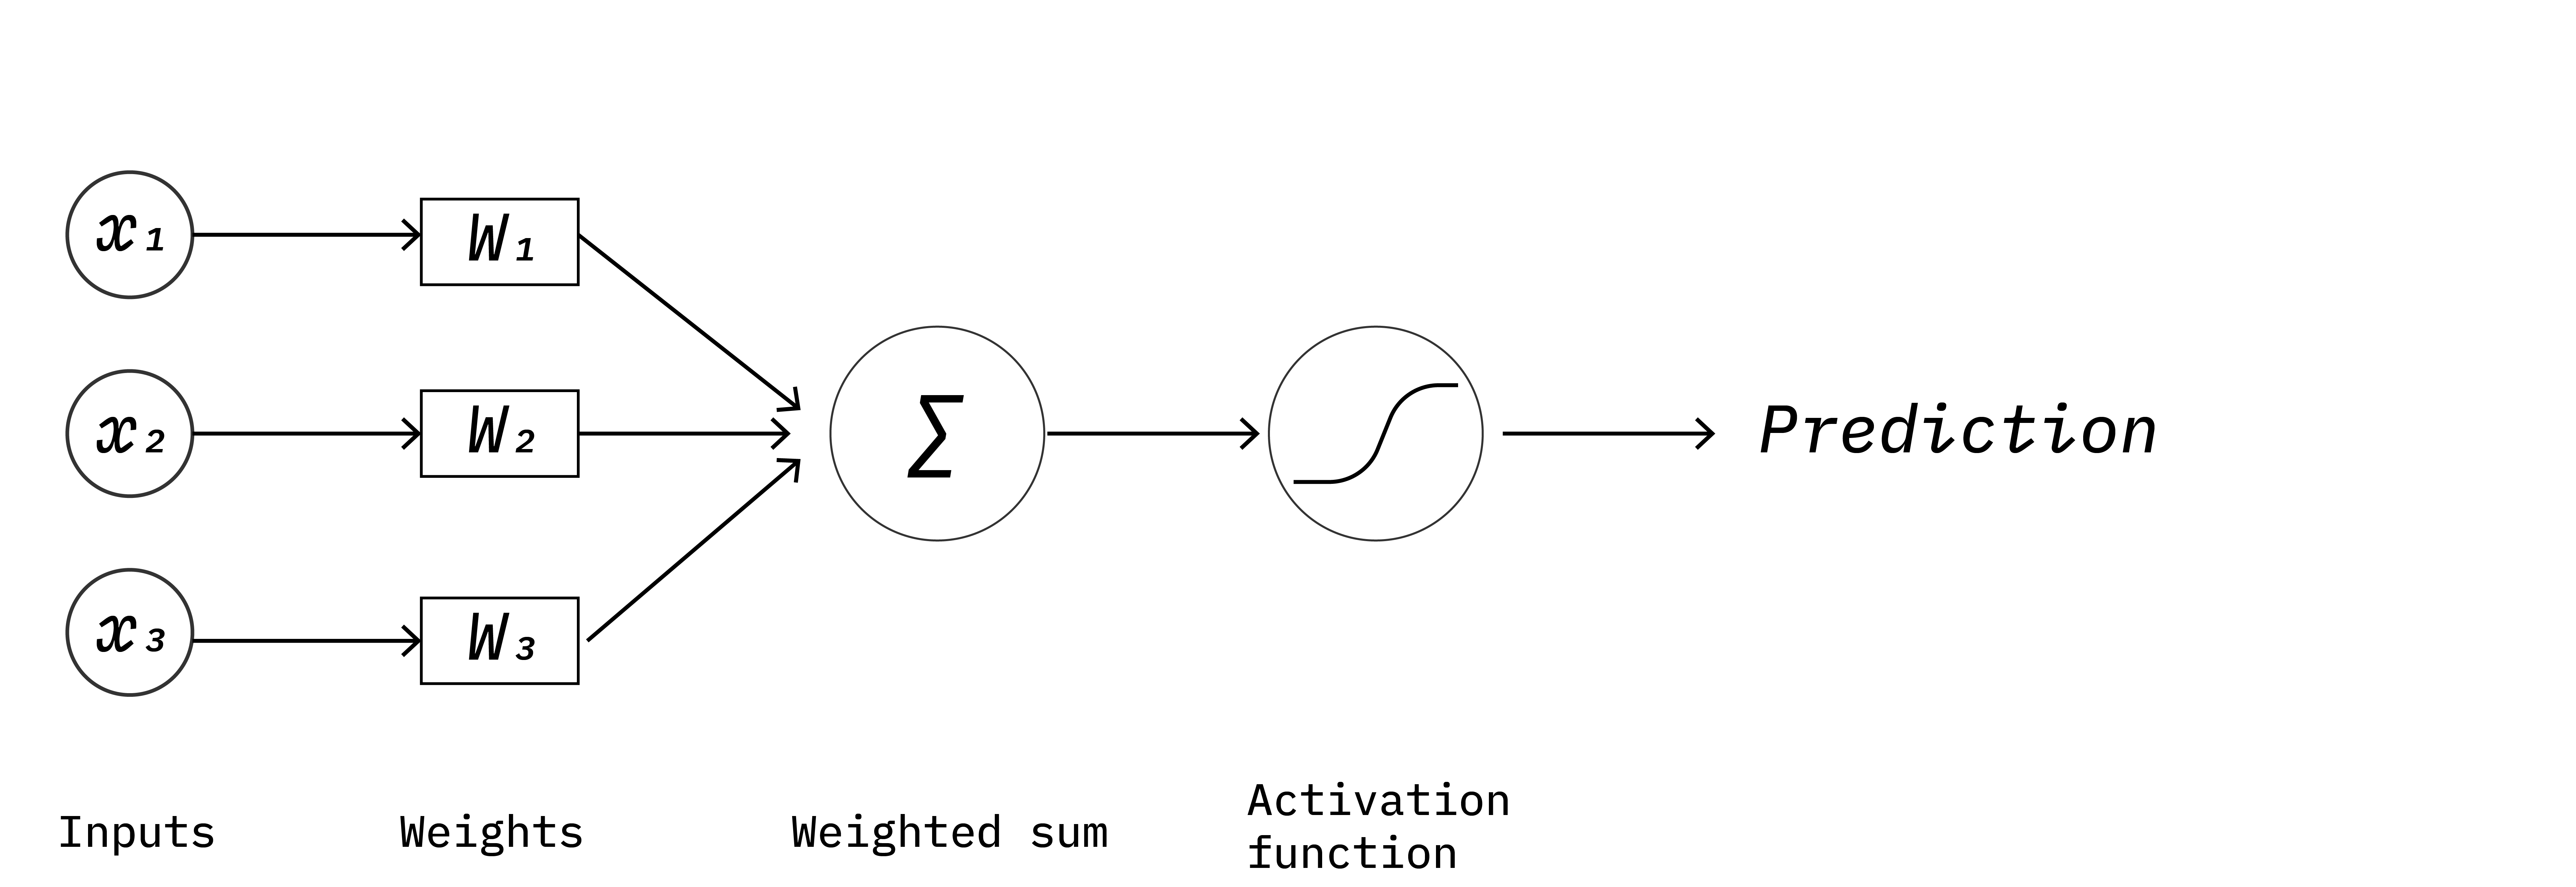 x1
W1
x2
W2
Σ
Prediction
x3
W3
Inputs
Weights
Weighted sum
Activation
function